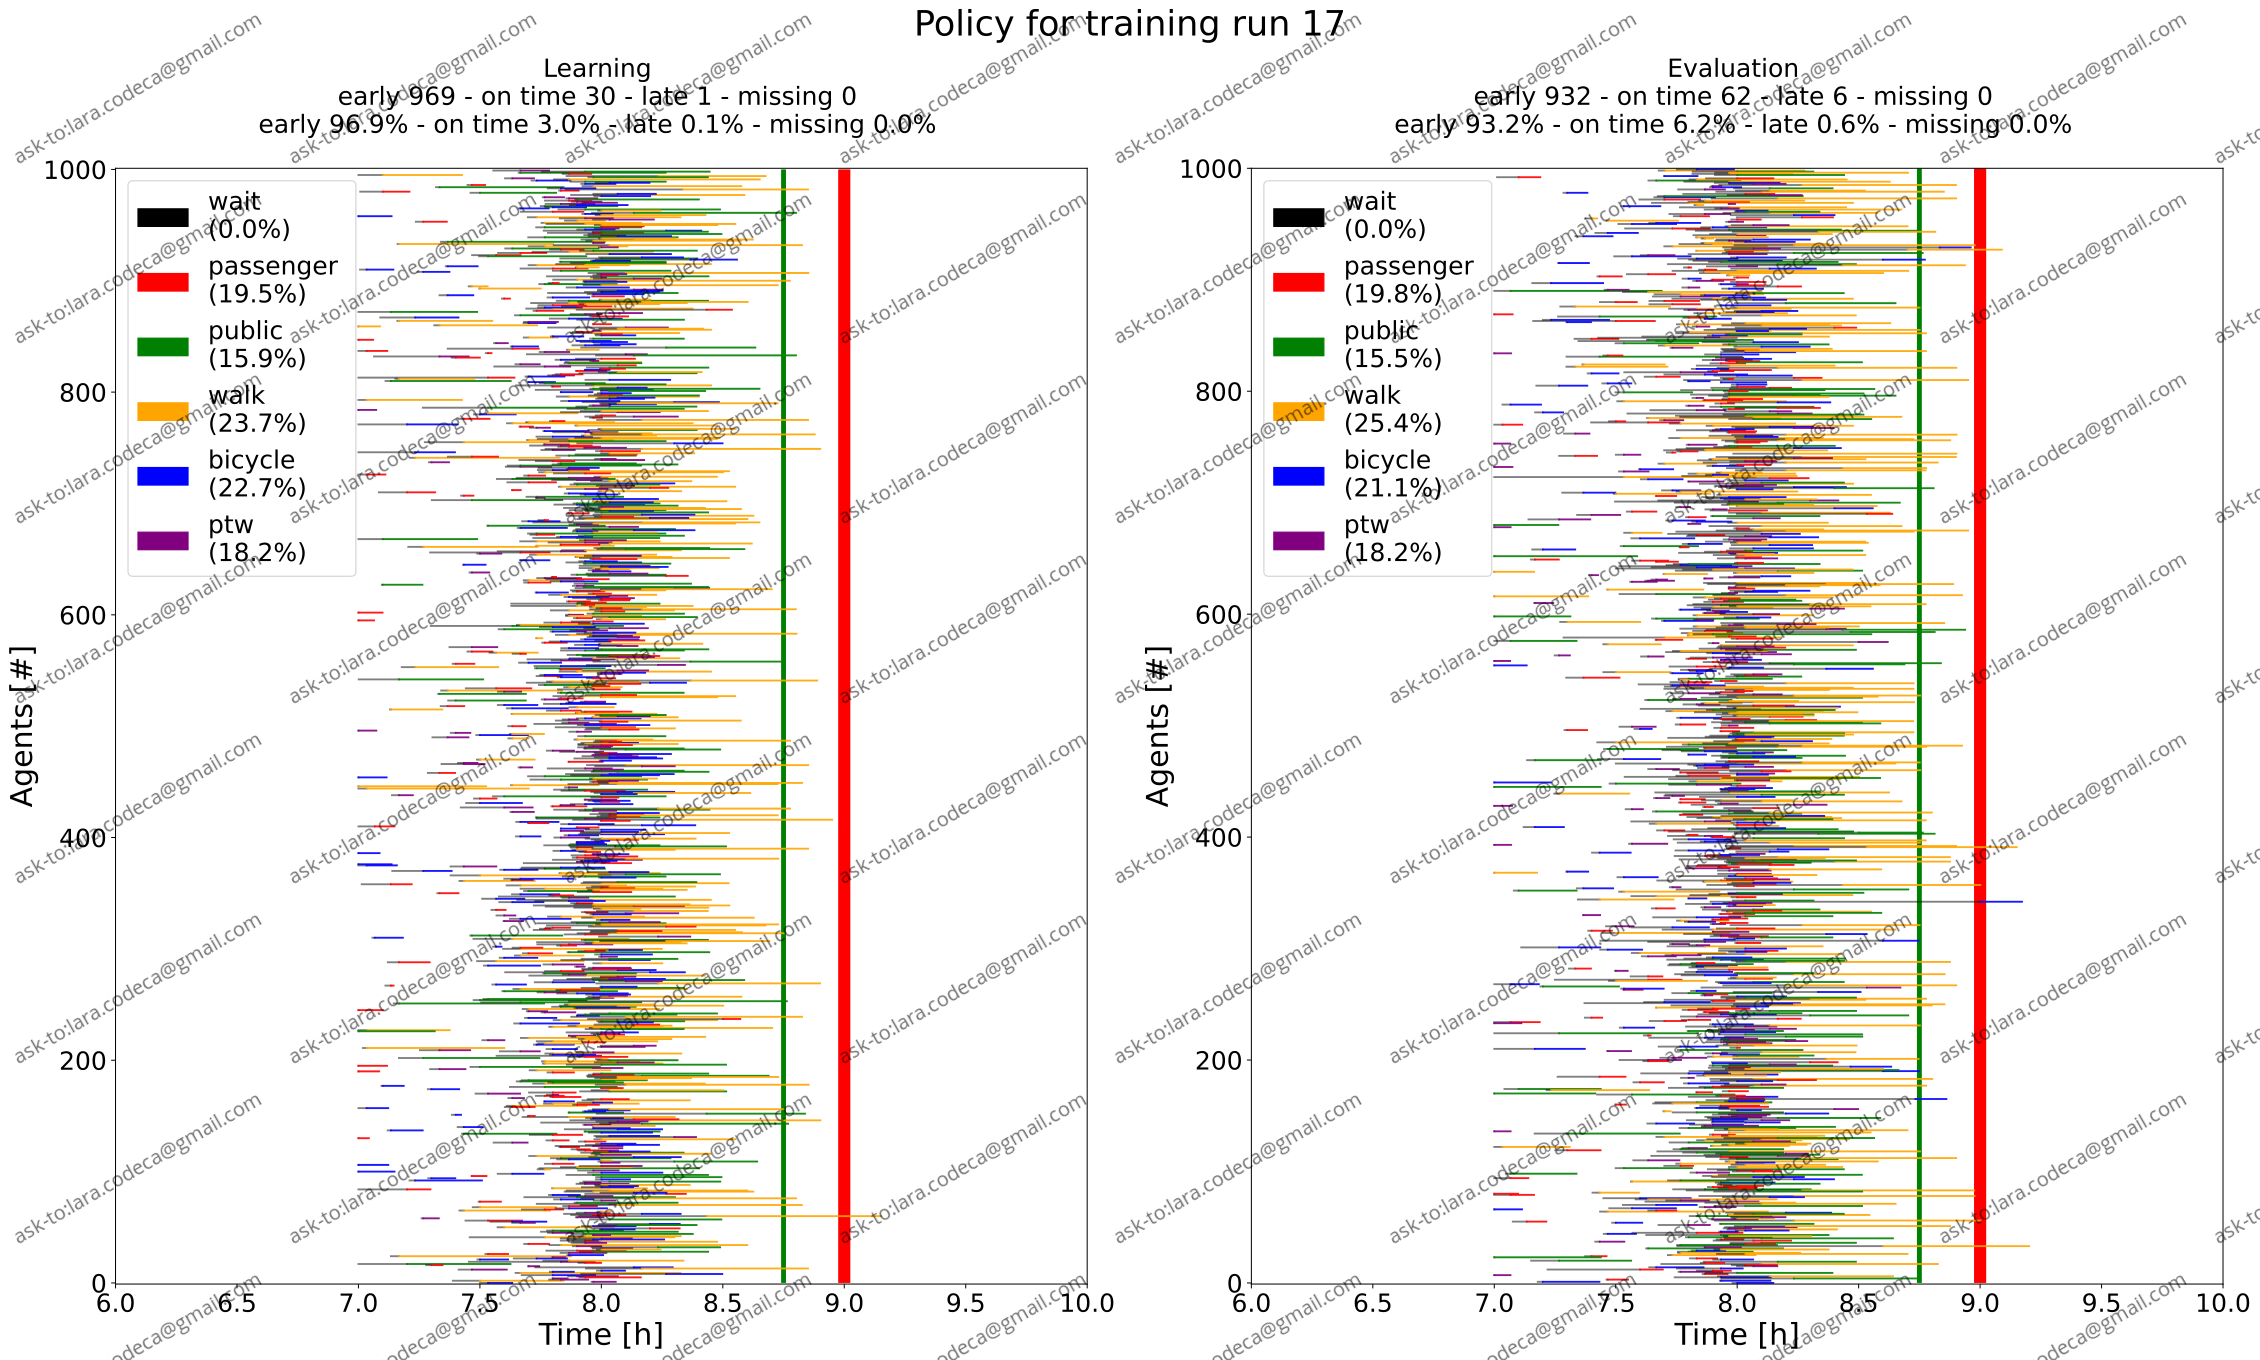 Policy for training run 17
Learning
early 969 - on time 30 - late 1 - missing 0
early 96.9% - on time 3.0% - late 0.1% - missing 0.0%
Evaluation
early 932 - on time 62 - late 6 - missing 0
early 93.2% - on time 6.2% - late 0.6% - missing 0.0%
wait
(0.0%)
passenger
(19.5%)
public
(15.9%)
walk
(23.7%)
bicycle
(22.7%)
ptw
(18.2%)
Agents [#]
1000
800
600
400
200
0
6.0 6.5 7.0 7.5 8.0 8.5 9.0 9.5 10.0
Time [h]
wait
(0.0%)
passenger
(19.8%)
public
(15.5%)
walk
(25.4%)
bicycle
(21.1%)
ptw
(18.2%)
Agents [#]
1000
800
600
400
200
0
6.0 6.5 7.0 7.5 8.0 8.5 9.0 9.5 10.0
Time [h]
ask-to:lara.codeca@gmail.com